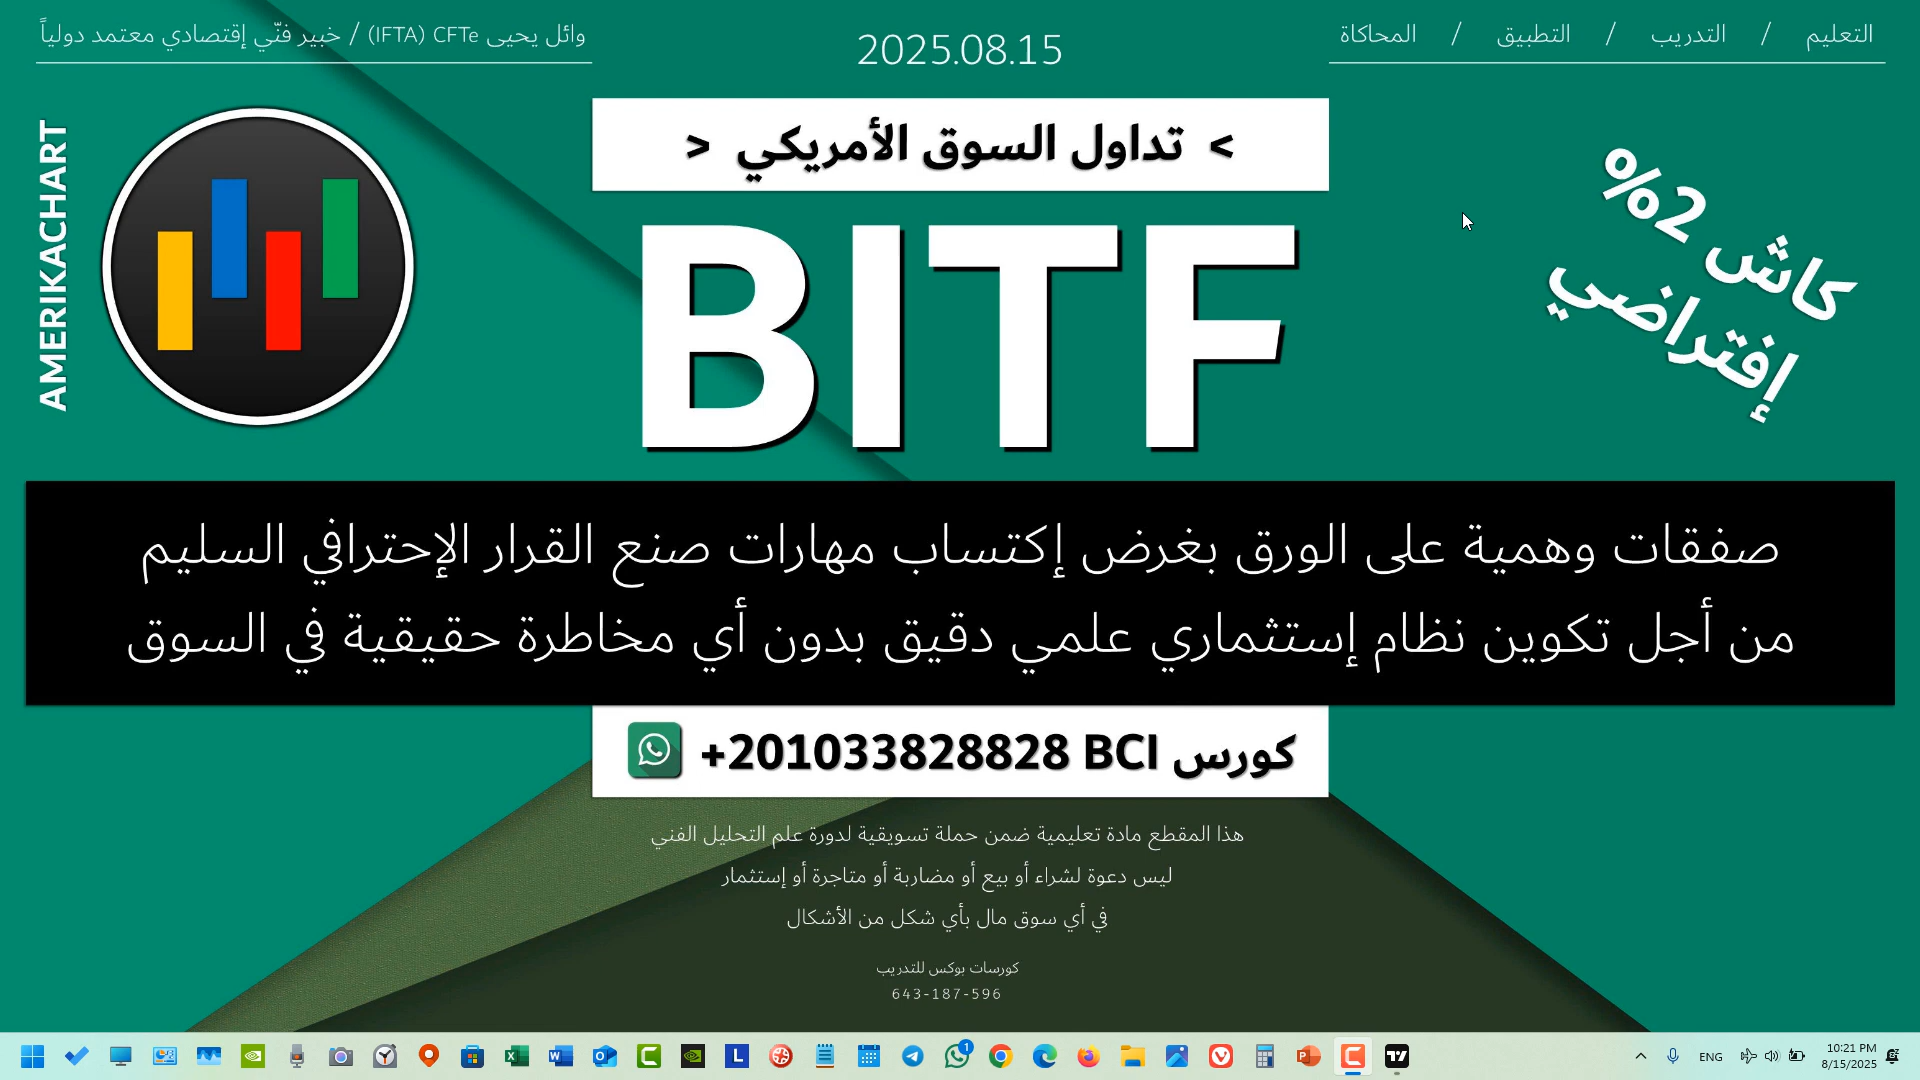 وائل يحيى IFTA) CFTe) / خبير فنّي إقتصادي معتمد دولياً
2025.08.15
التعليم / التدريب / التطبيق / المحاكاة
AMERIKACHART
< تداول السوق الأمريكي >
كاش 2%
إفتراضي
BITF
صفقات وهمية على الورق بغرض إكتساب مهارات صنع القرار الإحترافي السليم
من أجل تكوين نظام إستثماري علمي دقيق بدون أي مخاطرة حقيقية في السوق
كورس BCI 201033828828+
هذا المقطع مادة تعليمية ضمن حملة تسويقية لدورة علم التحليل الفني
ليس دعوة لشراء أو بيع أو مضاربة أو متاجرة أو إستثمار
في أي سوق مال بأي شكل من الأشكال
كورسات بوكس للتدريب
643-187-596
ENG
10:21 PM
8/15/2025